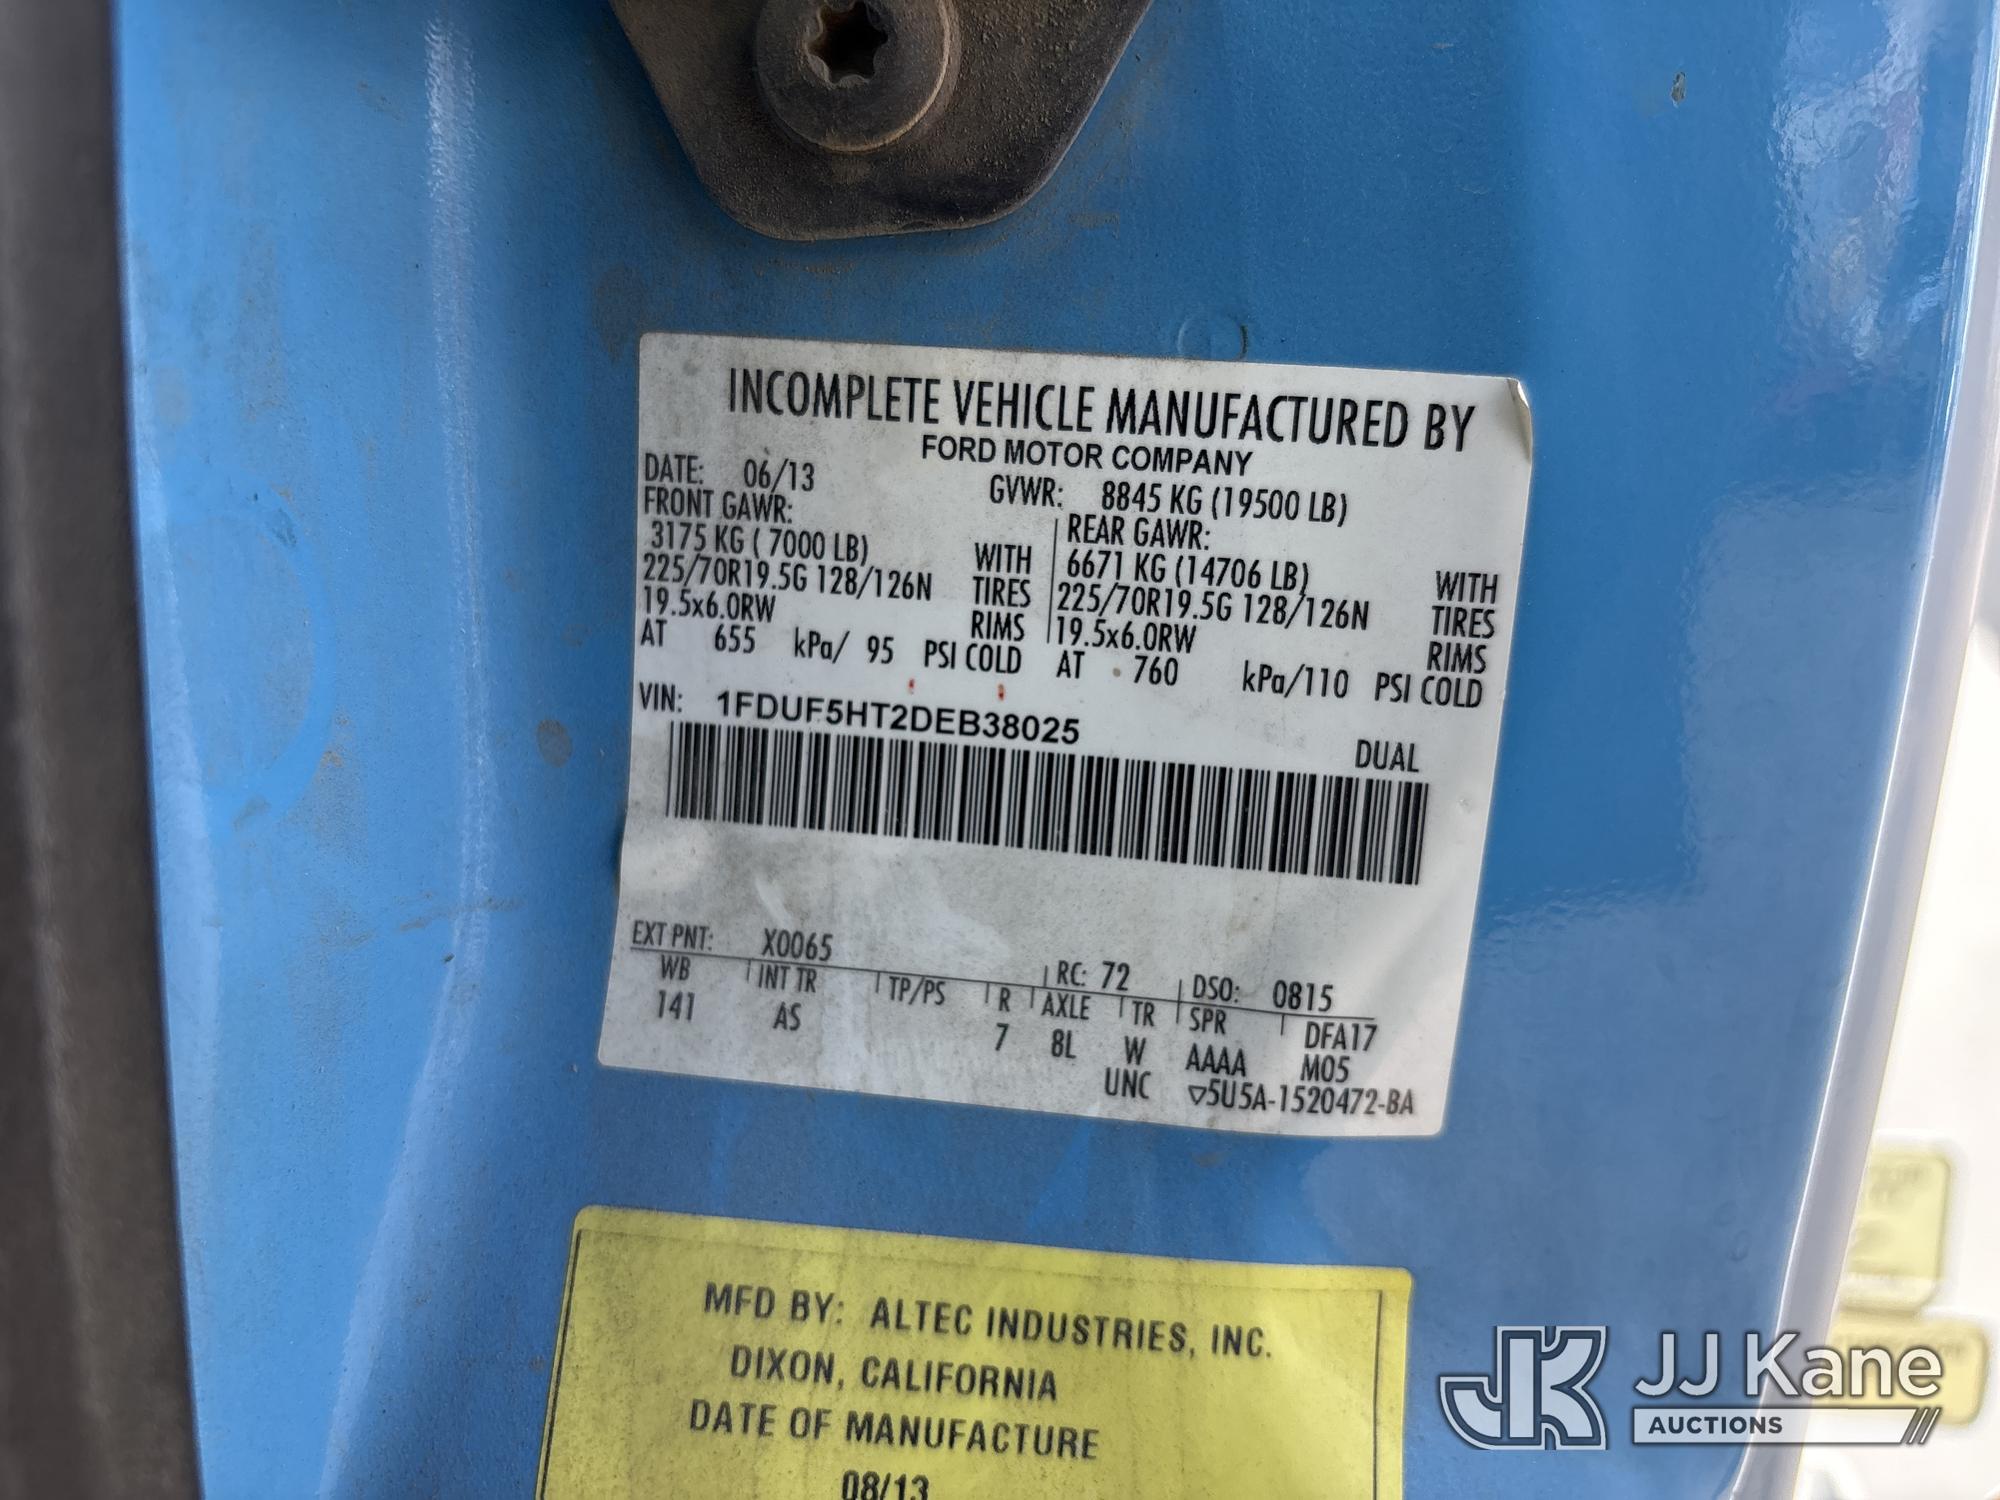 INCOMPLETE VEHICLE MANUFACTURED BY
FORD MOTOR COMPANY
DATE: 06/13 GVWR: 8845 KG (19500 LB)
FRONT GAWR: REAR GAWR:
3175 KG ( 7000 LB) WITH 6671 KG (14706 LB) WITH
225/70R19.5G 128/126N TIRES 225/70R19.5G 128/126N TIRES
19.5x6.0RW RIMS 19.5x6.0RW RIMS
AT 655 kPa/ 95 PSI COLD AT 760 kPa/110 PSI COLD
VIN: 1FDUF5HT2DEB38025
DUAL
EXT PNT: X0065 RC: 72 DSO: 0815
WB INT TR TP/PS R AXLE TR SPR DFA17
141 AS 7 8L W AAAA M05
UNC ▽5U5A-1520472-BA
MFD BY: ALTEC INDUSTRIES, INC.
DIXON, CALIFORNIA
DATE OF MANUFACTURE
08/13
JK JJ Kane
AUCTIONS